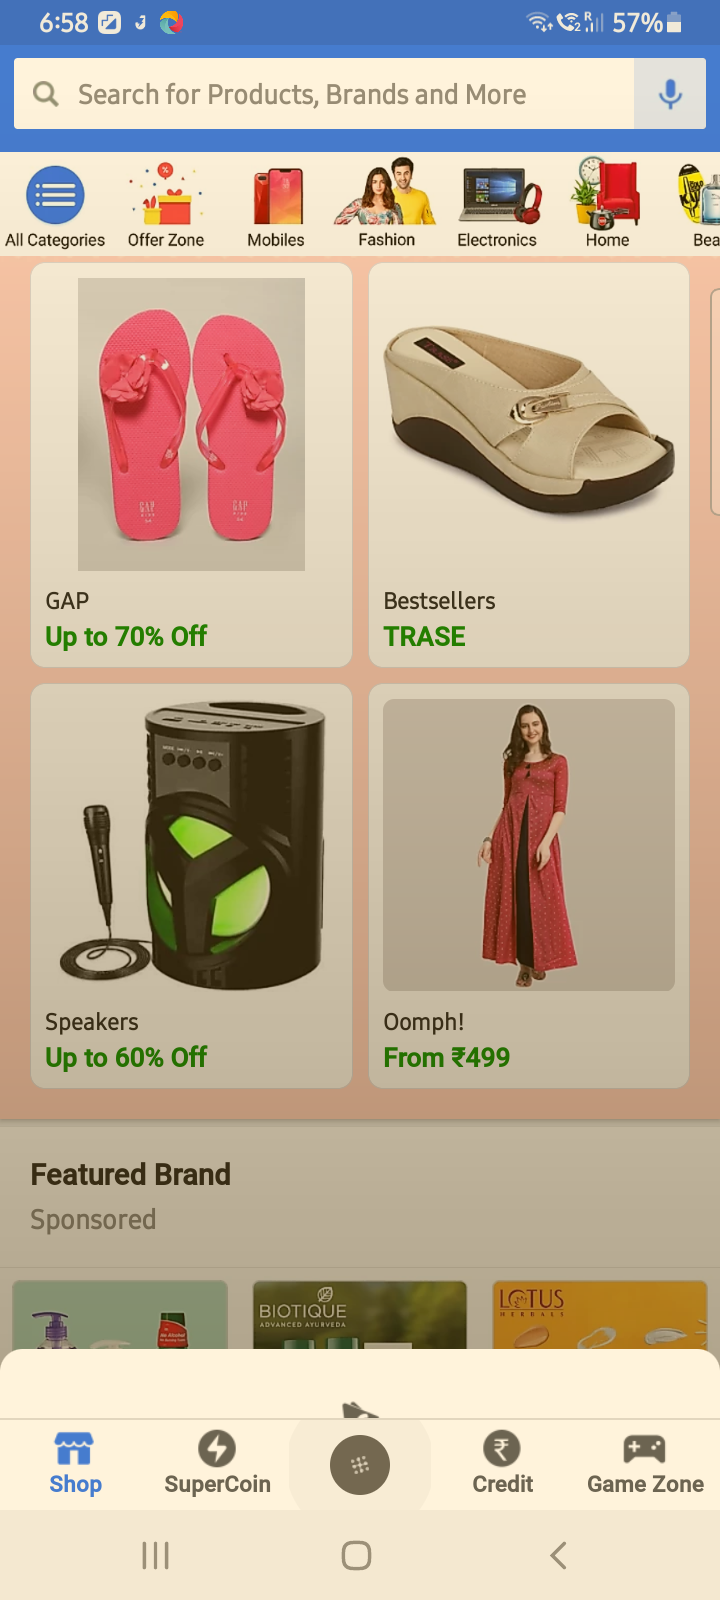 6:58
57%
Search for Products, Brands and More
All Categories
Offer Zone
Mobiles
Fashion
Electronics
Home
Bea
GAP
Up to 70% Off
Bestsellers
TRASE
Speakers
Up to 60% Off
Oomph!
From ₹499
Featured Brand
Sponsored
BIOTIQUE
ADVANCED AYURVEDA
LOTUS
HERBALS
Shop
SuperCoin
Credit
Game Zone